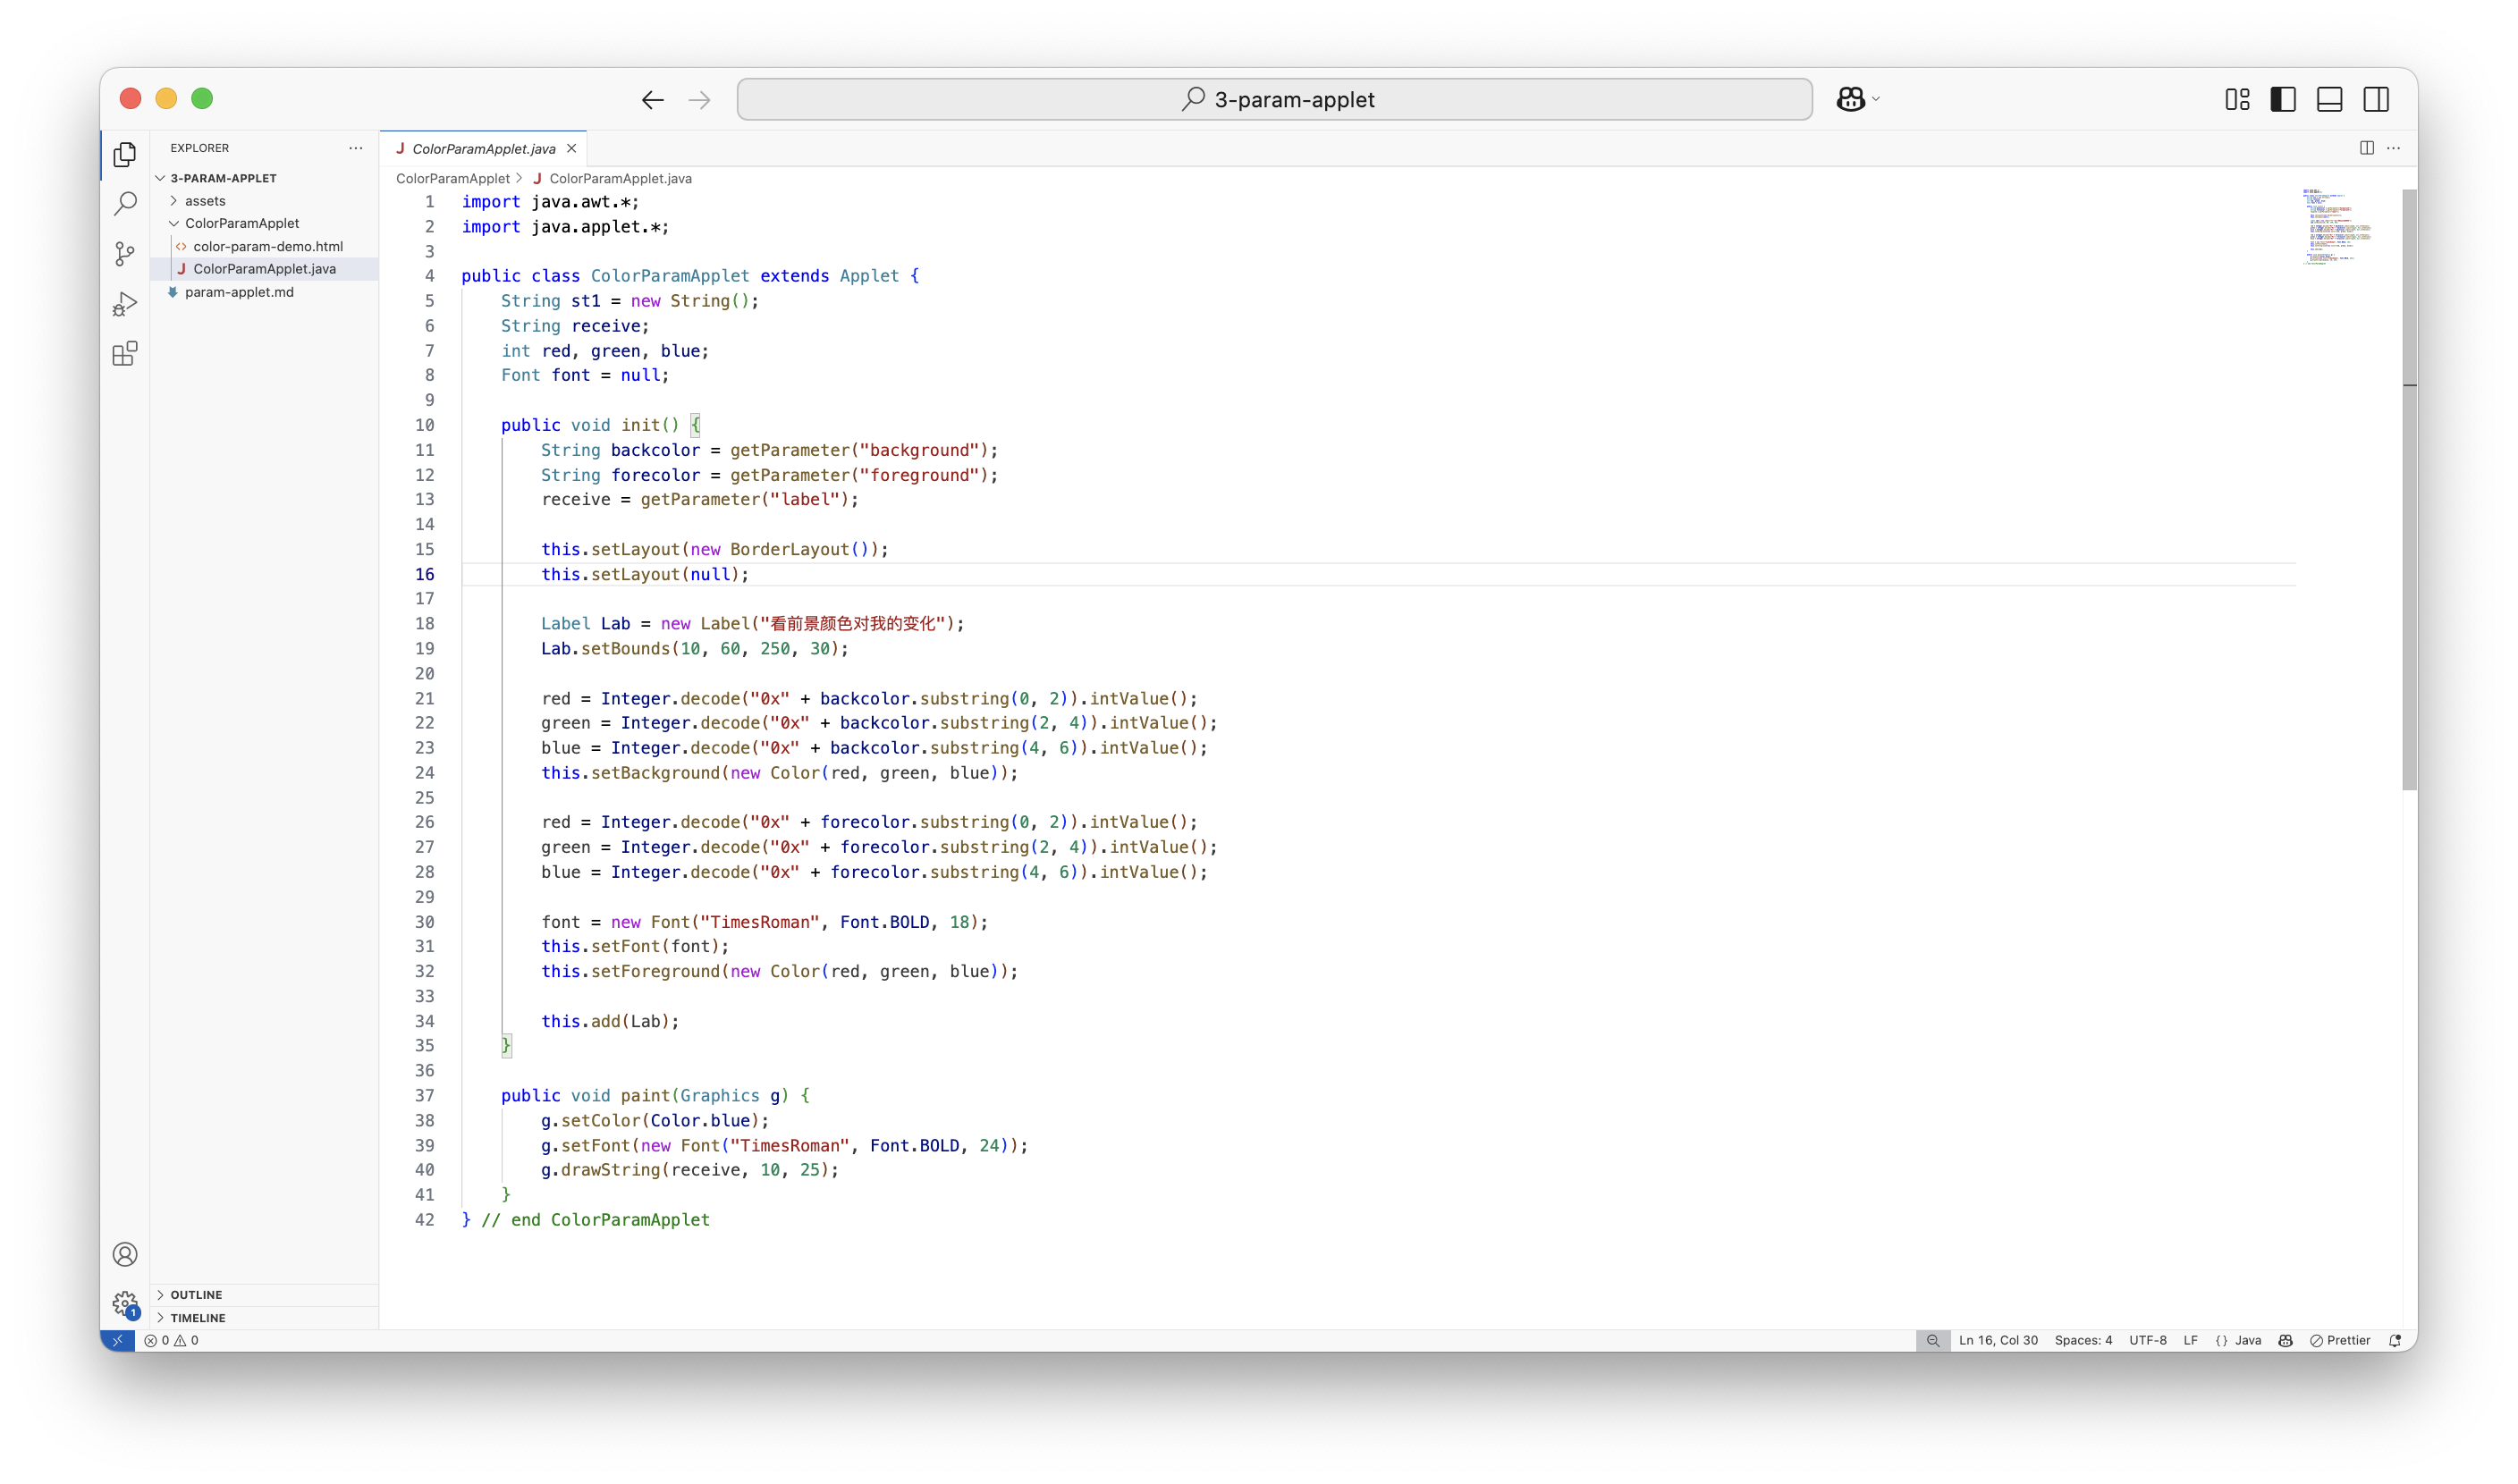 3-param-applet
EXPLORER
3-PARAM-APPLET
assets
ColorParamApplet
color-param-demo.html
J ColorParamApplet.java
param-applet.md
OUTLINE
TIMELINE
J ColorParamApplet.java
ColorParamApplet > J ColorParamApplet.java
1 import java.awt.*;
2 import java.applet.*;
3
4 public class ColorParamApplet extends Applet {
5 String st1 = new String();
6 String receive;
7 int red, green, blue;
8 Font font = null;
9
10 public void init() {
11 String backcolor = getParameter("background");
12 String forecolor = getParameter("foreground");
13 receive = getParameter("label");
14
15 this.setLayout(new BorderLayout());
16 this.setLayout(null);
17
18 Label Lab = new Label("看前景颜色对我的变化");
19 Lab.setBounds(10, 60, 250, 30);
20
21 red = Integer.decode("0x" + backcolor.substring(0, 2)).intValue();
22 green = Integer.decode("0x" + backcolor.substring(2, 4)).intValue();
23 blue = Integer.decode("0x" + backcolor.substring(4, 6)).intValue();
24 this.setBackground(new Color(red, green, blue));
25
26 red = Integer.decode("0x" + forecolor.substring(0, 2)).intValue();
27 green = Integer.decode("0x" + forecolor.substring(2, 4)).intValue();
28 blue = Integer.decode("0x" + forecolor.substring(4, 6)).intValue();
29
30 font = new Font("TimesRoman", Font.BOLD, 18);
31 this.setFont(font);
32 this.setForeground(new Color(red, green, blue));
33
34 this.add(Lab);
35 }
36
37 public void paint(Graphics g) {
38 g.setColor(Color.blue);
39 g.setFont(new Font("TimesRoman", Font.BOLD, 24));
40 g.drawString(receive, 10, 25);
41 }
42 } // end ColorParamApplet
1
0 0
Ln 16, Col 30 Spaces: 4 UTF-8 LF {} Java Prettier